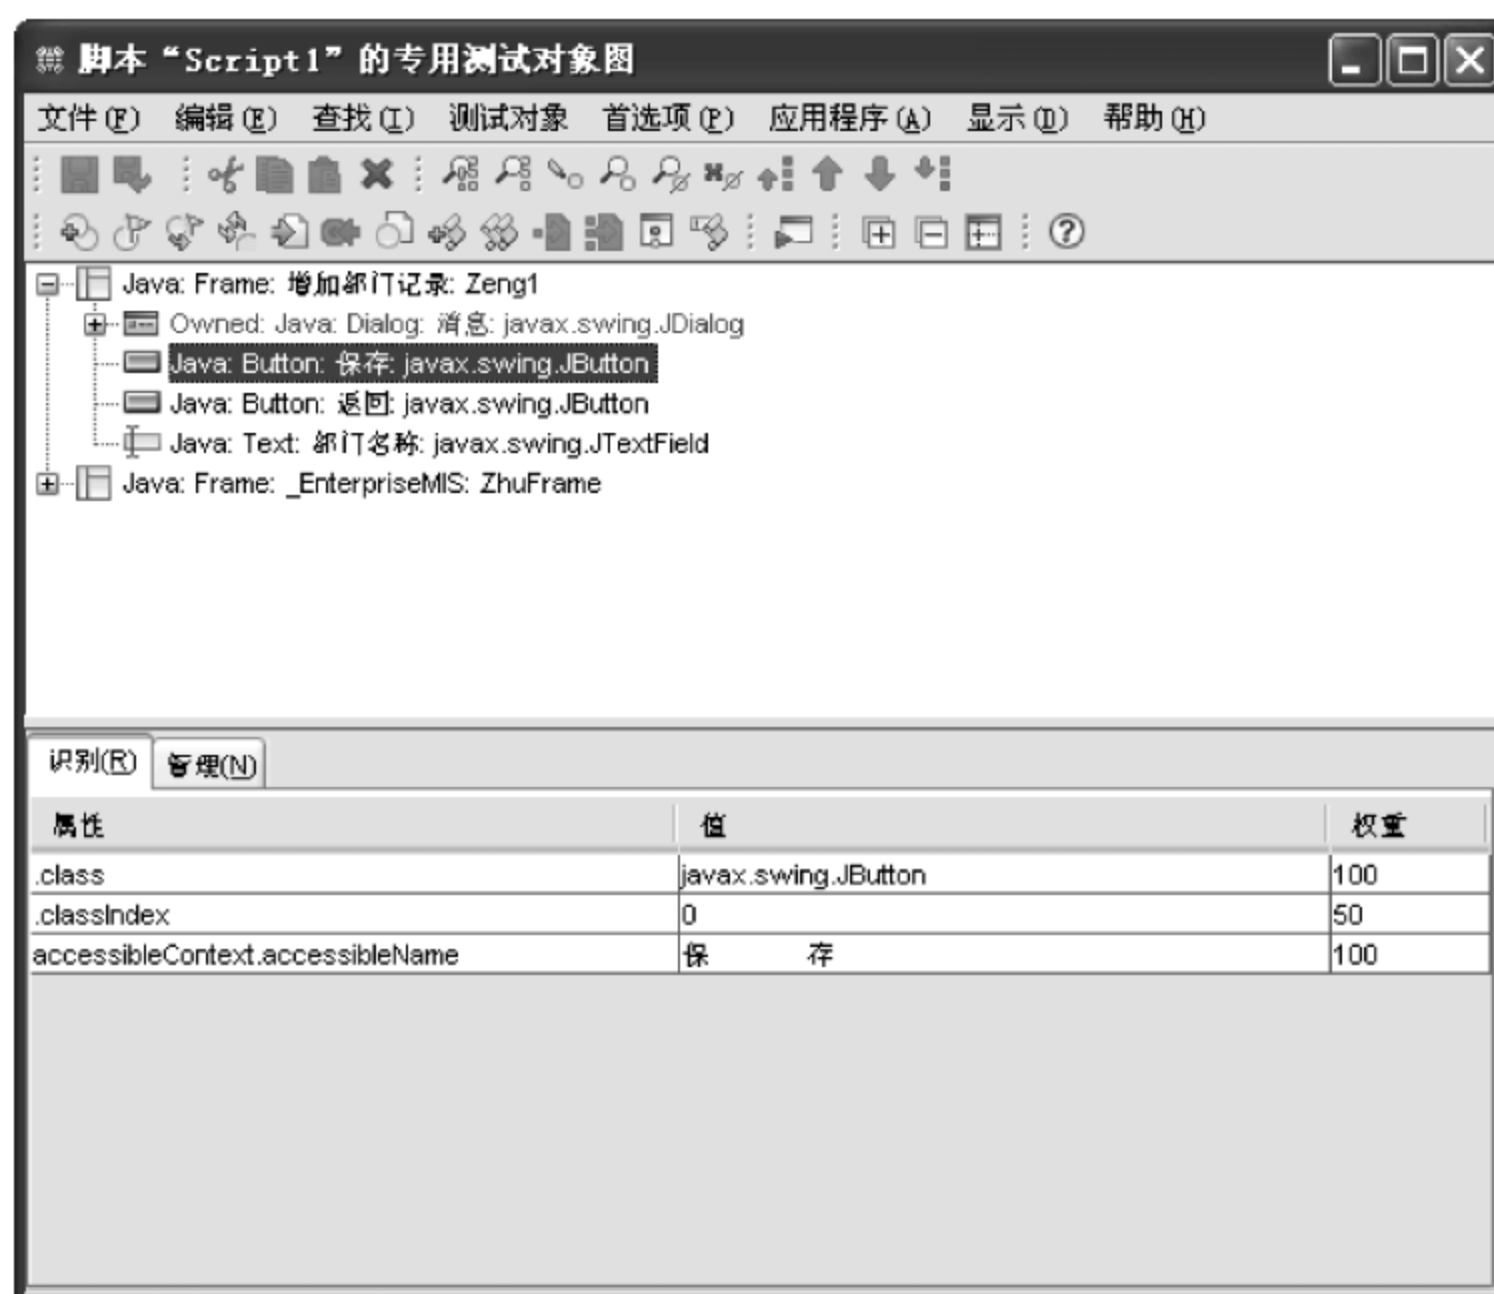 脚本“Script1”的专用测试对象图
文件(F) 编辑(E) 查找(I) 测试对象 首选项(P) 应用程序(A) 显示(D) 帮助(H)
Java: Frame: 增加部门记录: Zeng1
Owned: Java: Dialog: 消息: javax.swing.JDialog
Java: Button: 保存: javax.swing.JButton
Java: Button: 返回: javax.swing.JButton
Java: Text: 部门名称: javax.swing.JTextField
Java: Frame: _EnterpriseMIS: ZhuFrame
识别(R) 管理(N)
属性 值 权重
.class javax.swing.JButton 100
.classIndex 0 50
accessibleContext.accessibleName 保 存 100